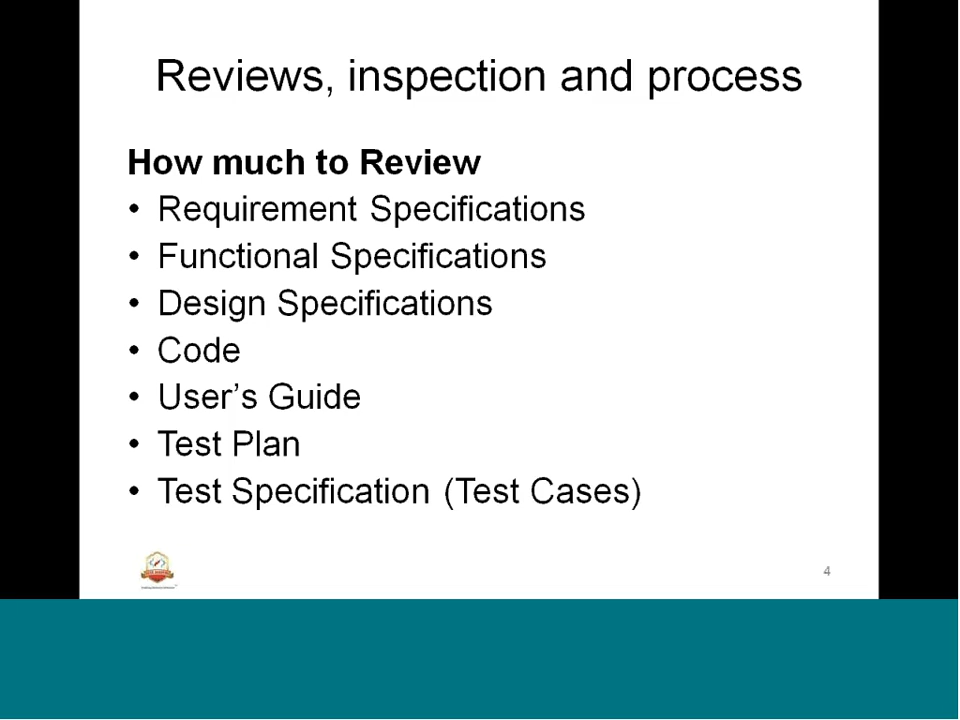 Reviews, inspection and process
How much to Review
• Requirement Specifications
• Functional Specifications
• Design Specifications
• Code
• User’s Guide
• Test Plan
• Test Specification (Test Cases)
4